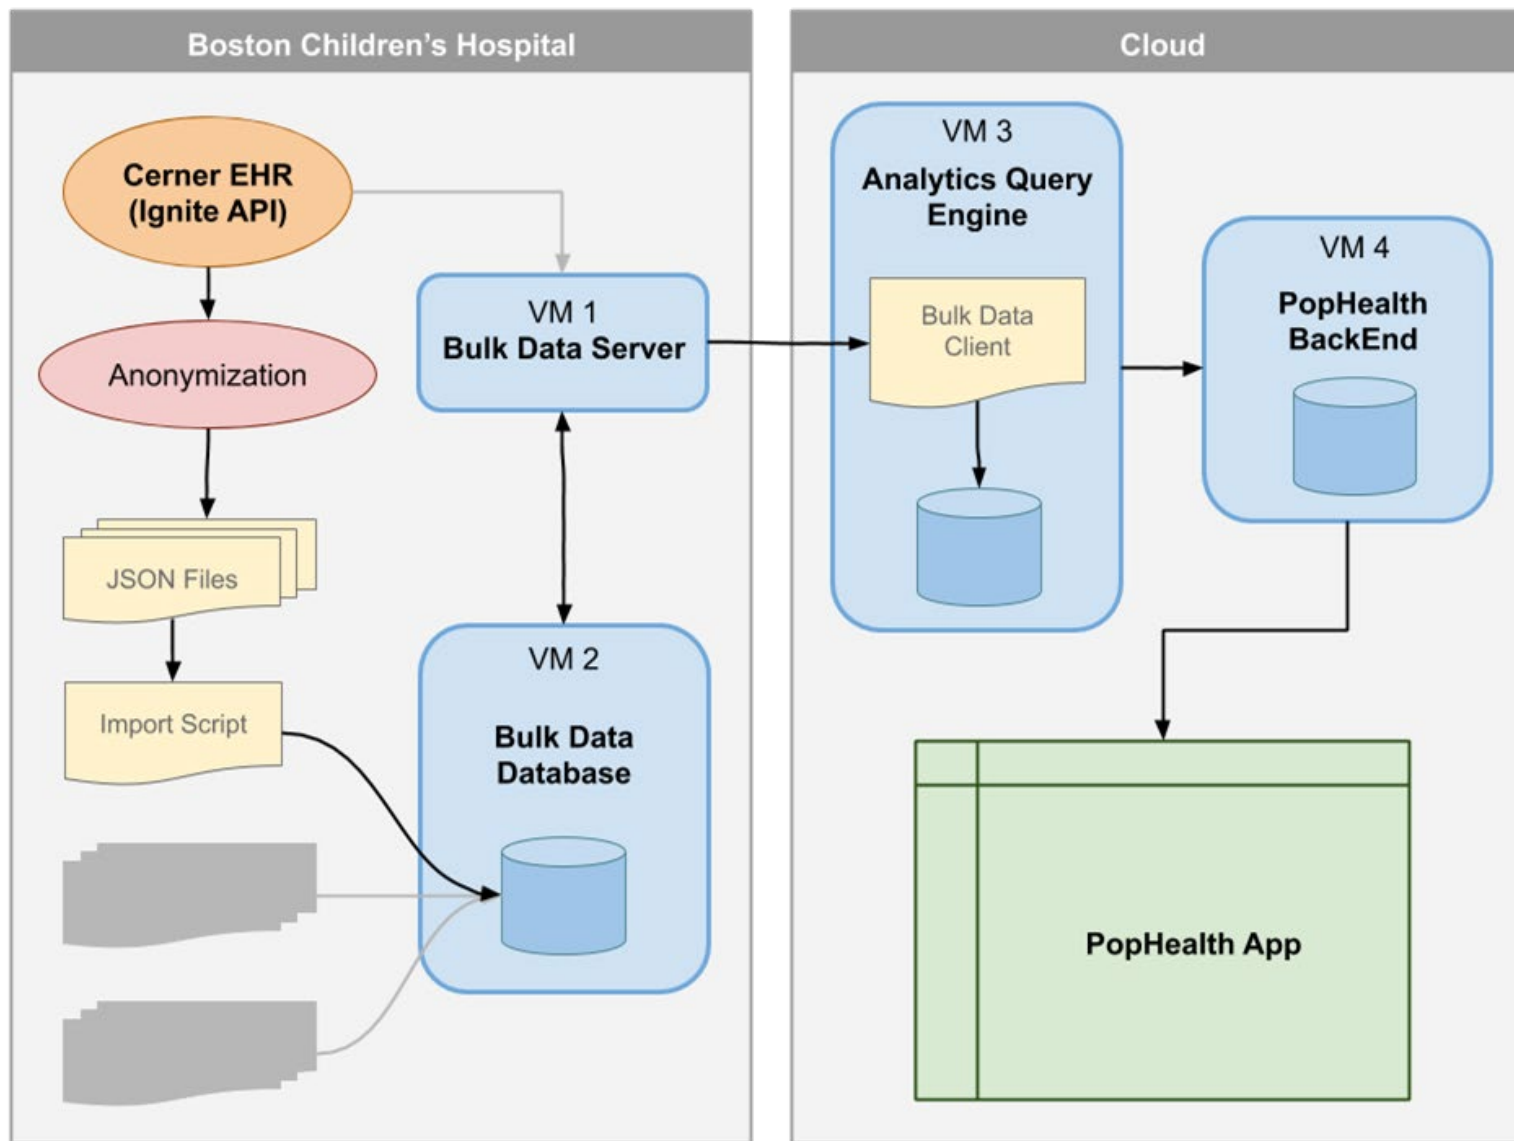 Boston Children's Hospital
Cerner EHR
(Ignite API)
Anonymization
JSON Files
Import Script
VM 1
Bulk Data Server
VM 2
Bulk Data
Database
Cloud
VM 3
Analytics Query
Engine
Bulk Data
Client
VM 4
PopHealth
BackEnd
PopHealth App